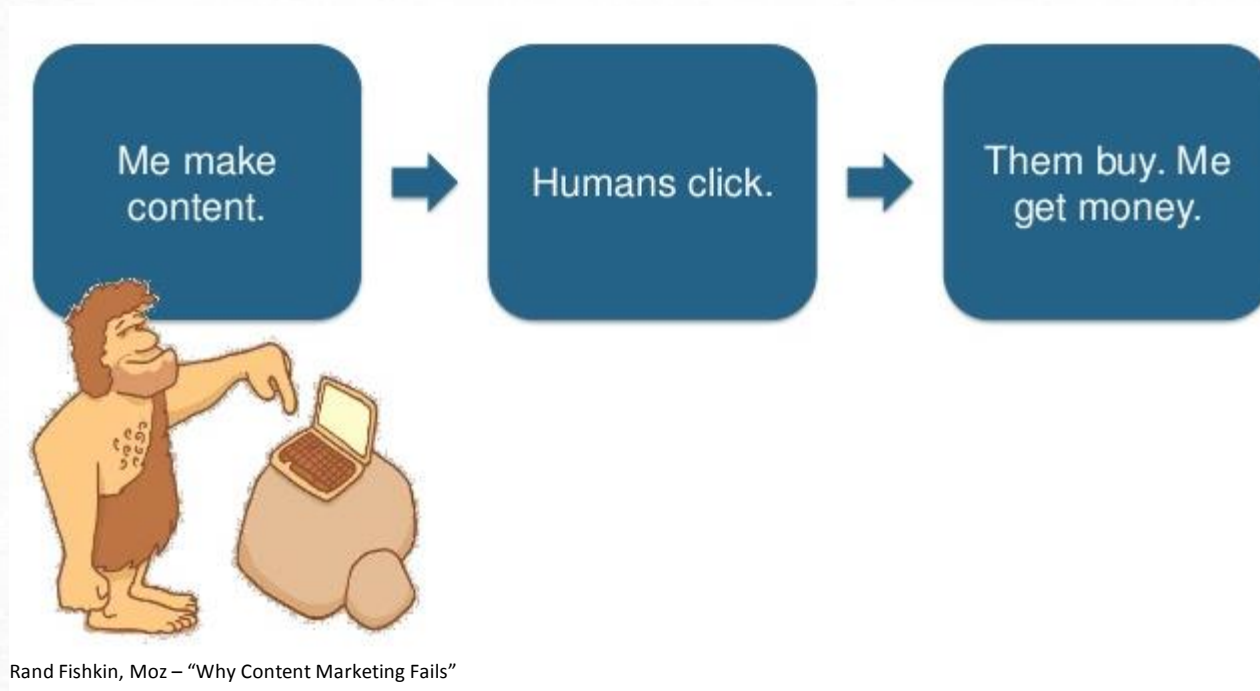 Me make
content.
Humans click.
Them buy. Me
get money.
Rand Fishkin, Moz – “Why Content Marketing Fails”